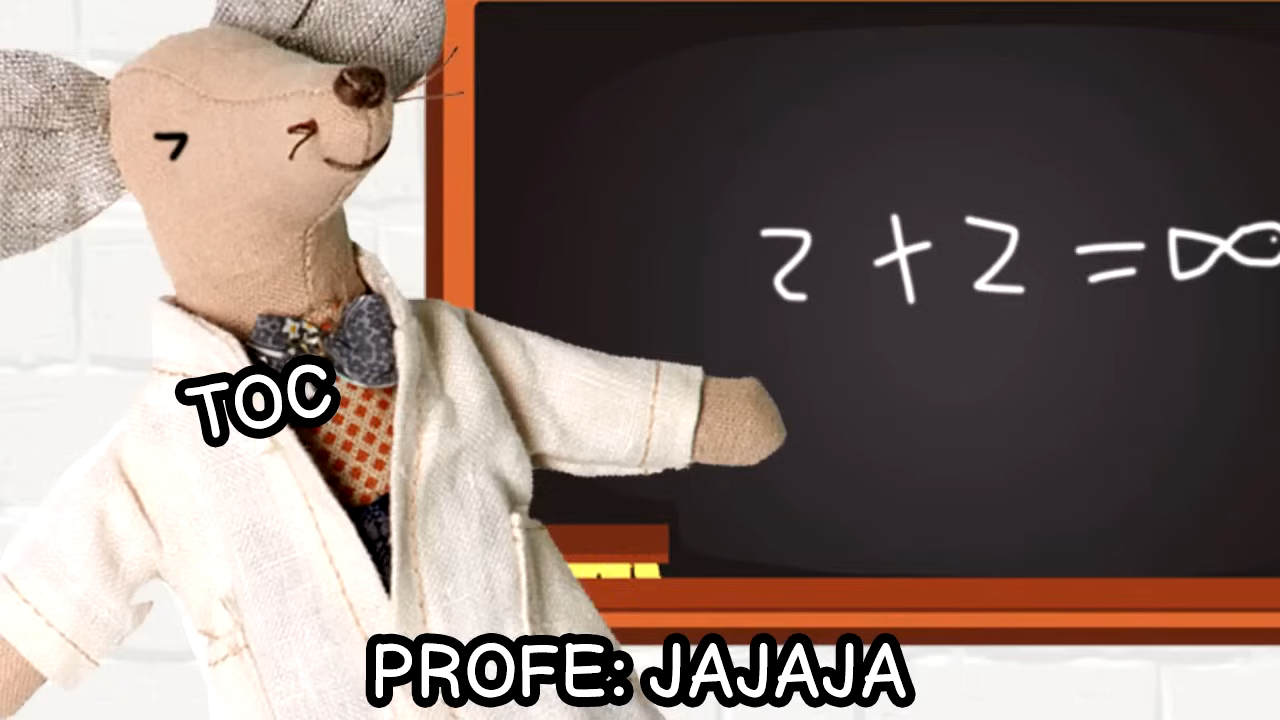 2 + 2 = ∞
TOC
PROFE: JAJAJA